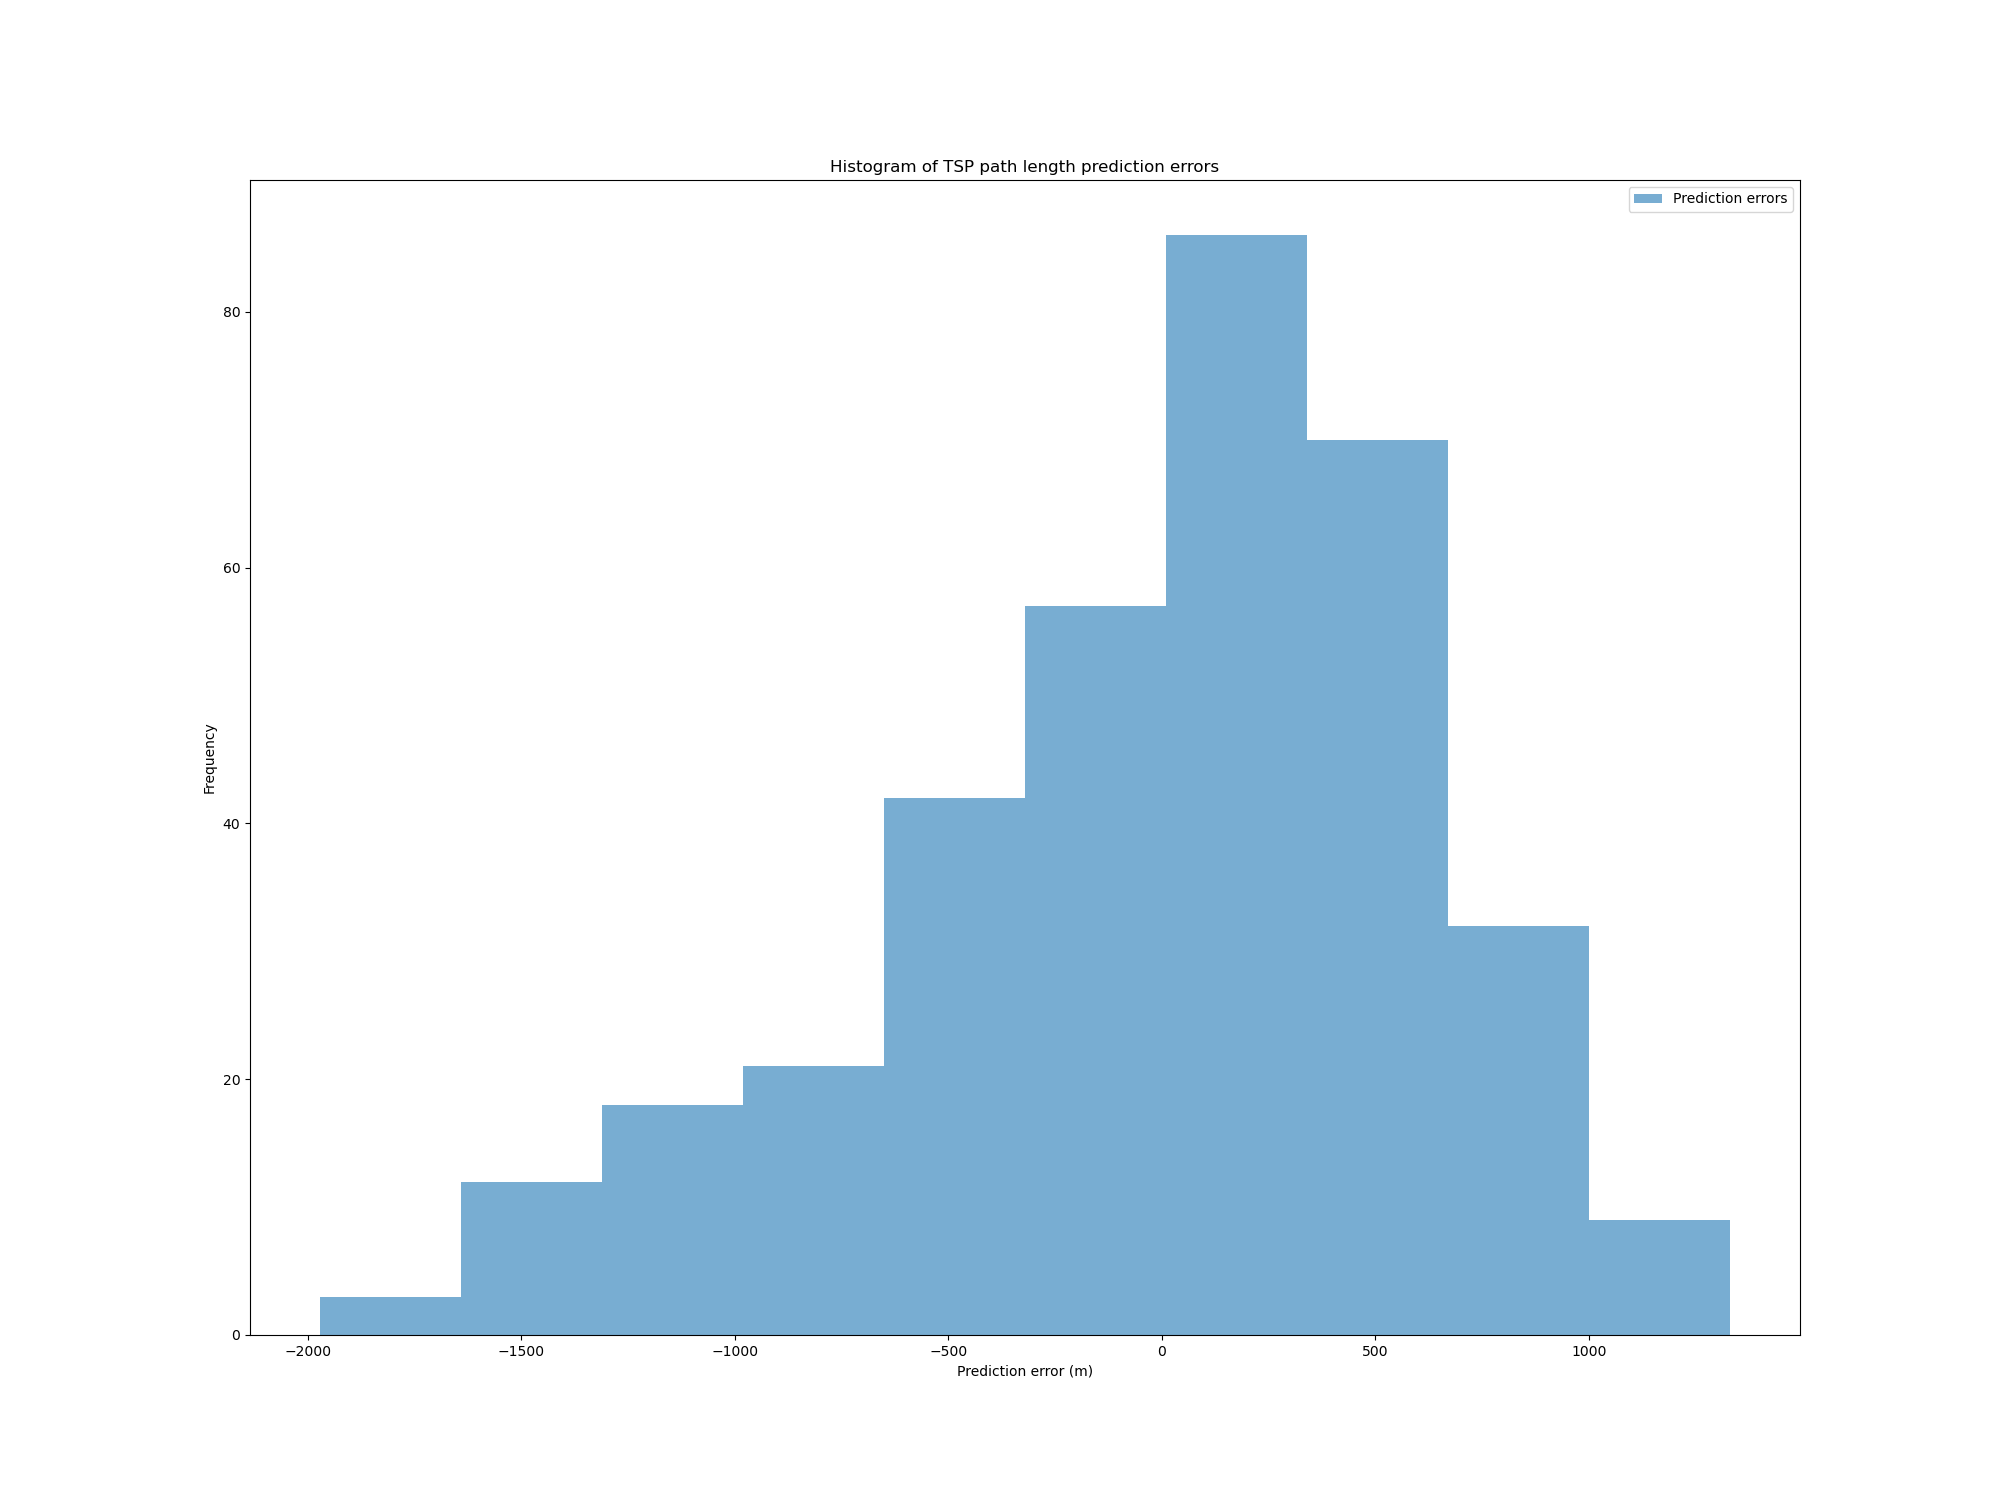 Histogram of TSP path length prediction errors
Prediction errors
80
60
40
20
0
Frequency
−2000 −1500 −1000 −500 0 500 1000
Prediction error (m)